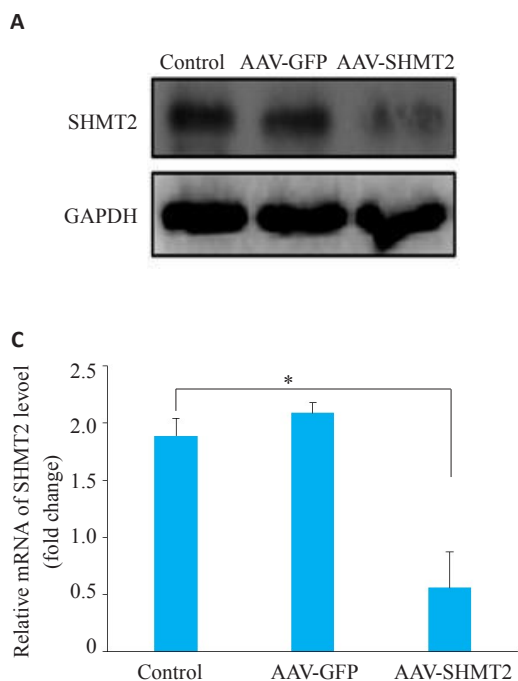 A
Control AAV-GFP AAV-SHMT2
SHMT2
GAPDH
C
Relative mRNA of SHMT2 levoel
(fold change)
2.5
2.0
1.5
1.0
0.5
0
*
Control AAV-GFP AAV-SHMT2